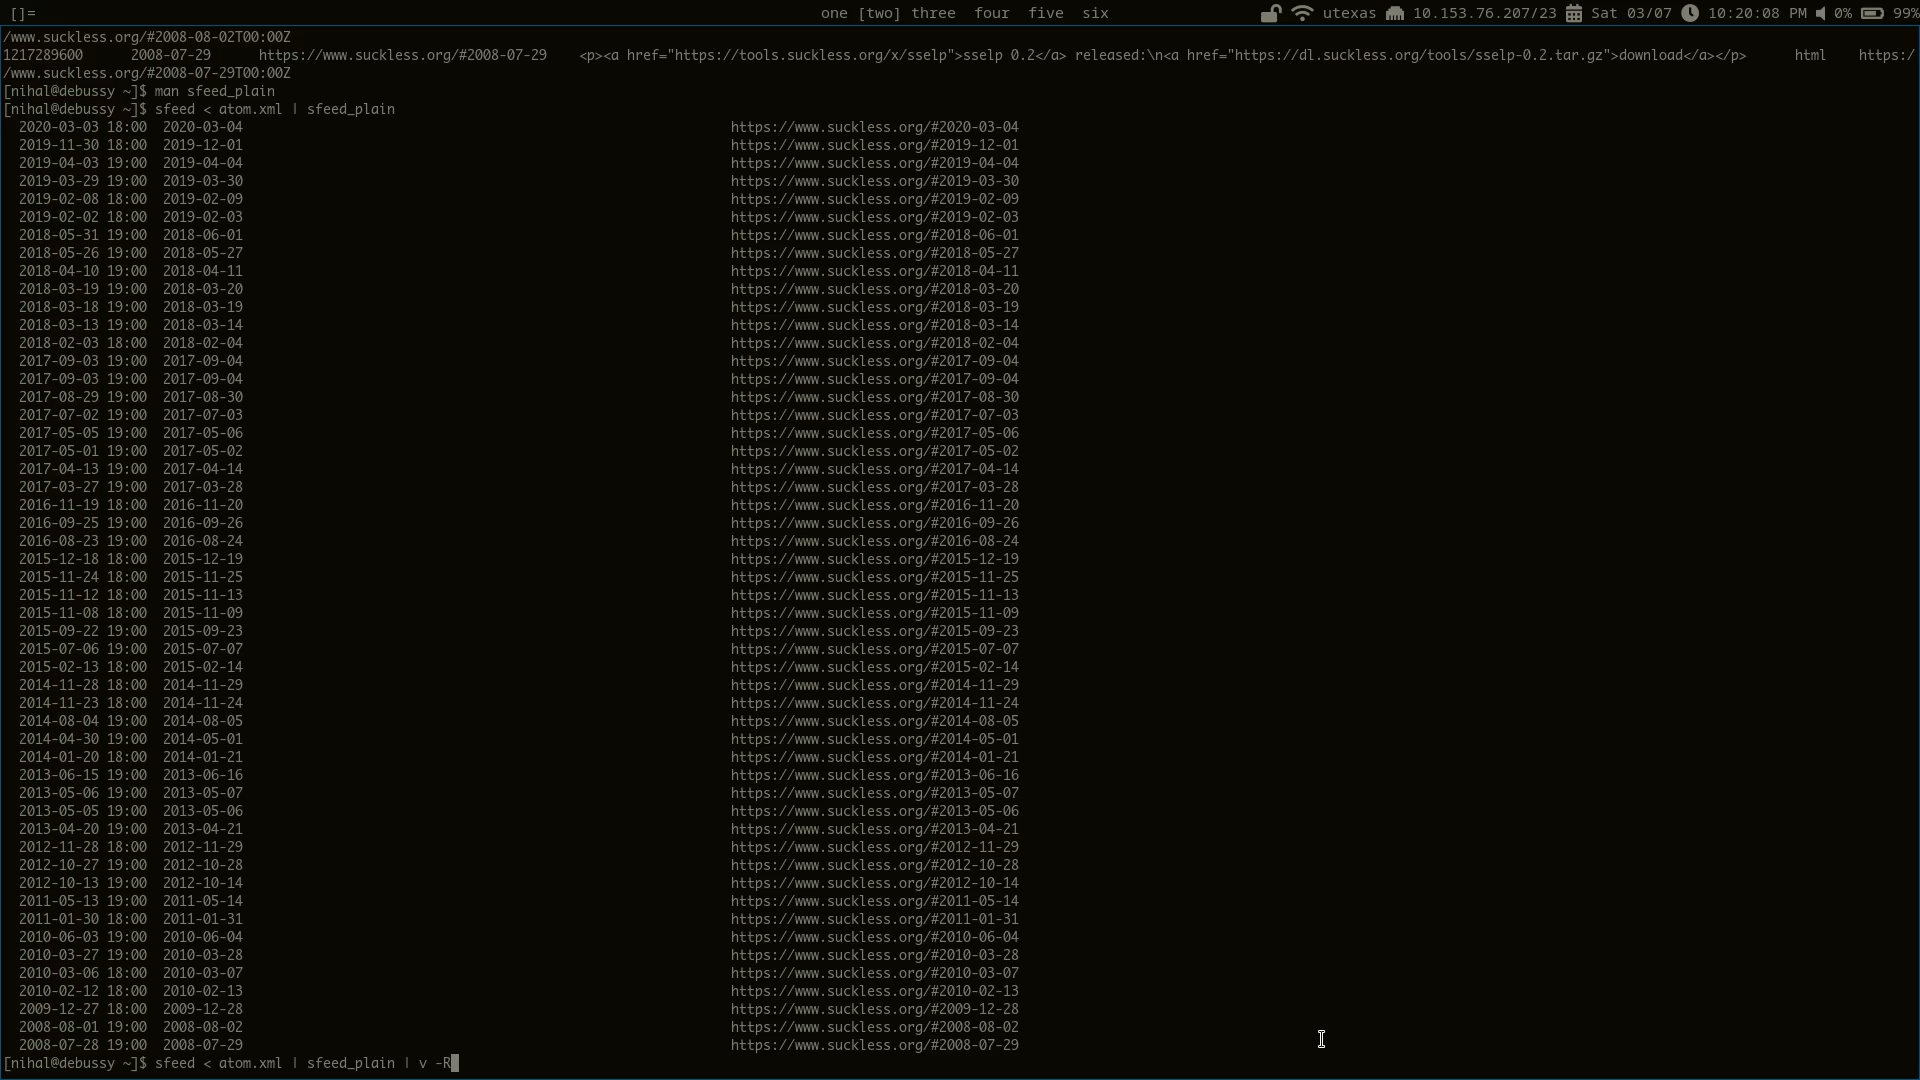 []= one [two] three four five six utexas 10.153.76.207/23 Sat 03/07 10:20:08 PM 0% 99%
/www.suckless.org/#2008-08-02T00:00Z
1217289600 2008-07-29 https://www.suckless.org/#2008-07-29 <p><a href="https://tools.suckless.org/x/sselp">sselp 0.2</a> released:\n<a href="https://dl.suckless.org/tools/sselp-0.2.tar.gz">download</a></p> html https:/
/www.suckless.org/#2008-07-29T00:00Z
[nihal@debussy ~]$ man sfeed_plain
[nihal@debussy ~]$ sfeed < atom.xml | sfeed_plain
2020-03-03 18:00 2020-03-04 https://www.suckless.org/#2020-03-04
2019-11-30 18:00 2019-12-01 https://www.suckless.org/#2019-12-01
2019-04-03 19:00 2019-04-04 https://www.suckless.org/#2019-04-04
2019-03-29 19:00 2019-03-30 https://www.suckless.org/#2019-03-30
2019-02-08 18:00 2019-02-09 https://www.suckless.org/#2019-02-09
2019-02-02 18:00 2019-02-03 https://www.suckless.org/#2019-02-03
2018-05-31 19:00 2018-06-01 https://www.suckless.org/#2018-06-01
2018-05-26 19:00 2018-05-27 https://www.suckless.org/#2018-05-27
2018-04-10 19:00 2018-04-11 https://www.suckless.org/#2018-04-11
2018-03-19 19:00 2018-03-20 https://www.suckless.org/#2018-03-20
2018-03-18 19:00 2018-03-19 https://www.suckless.org/#2018-03-19
2018-03-13 19:00 2018-03-14 https://www.suckless.org/#2018-03-14
2018-02-03 18:00 2018-02-04 https://www.suckless.org/#2018-02-04
2017-09-03 19:00 2017-09-04 https://www.suckless.org/#2017-09-04
2017-09-03 19:00 2017-09-04 https://www.suckless.org/#2017-09-04
2017-08-29 19:00 2017-08-30 https://www.suckless.org/#2017-08-30
2017-07-02 19:00 2017-07-03 https://www.suckless.org/#2017-07-03
2017-05-05 19:00 2017-05-06 https://www.suckless.org/#2017-05-06
2017-05-01 19:00 2017-05-02 https://www.suckless.org/#2017-05-02
2017-04-13 19:00 2017-04-14 https://www.suckless.org/#2017-04-14
2017-03-27 19:00 2017-03-28 https://www.suckless.org/#2017-03-28
2016-11-19 18:00 2016-11-20 https://www.suckless.org/#2016-11-20
2016-09-25 19:00 2016-09-26 https://www.suckless.org/#2016-09-26
2016-08-23 19:00 2016-08-24 https://www.suckless.org/#2016-08-24
2015-12-18 18:00 2015-12-19 https://www.suckless.org/#2015-12-19
2015-11-24 18:00 2015-11-25 https://www.suckless.org/#2015-11-25
2015-11-12 18:00 2015-11-13 https://www.suckless.org/#2015-11-13
2015-11-08 18:00 2015-11-09 https://www.suckless.org/#2015-11-09
2015-09-22 19:00 2015-09-23 https://www.suckless.org/#2015-09-23
2015-07-06 19:00 2015-07-07 https://www.suckless.org/#2015-07-07
2015-02-13 18:00 2015-02-14 https://www.suckless.org/#2015-02-14
2014-11-28 18:00 2014-11-29 https://www.suckless.org/#2014-11-29
2014-11-23 18:00 2014-11-24 https://www.suckless.org/#2014-11-24
2014-08-04 19:00 2014-08-05 https://www.suckless.org/#2014-08-05
2014-04-30 19:00 2014-05-01 https://www.suckless.org/#2014-05-01
2014-01-20 18:00 2014-01-21 https://www.suckless.org/#2014-01-21
2013-06-15 19:00 2013-06-16 https://www.suckless.org/#2013-06-16
2013-05-06 19:00 2013-05-07 https://www.suckless.org/#2013-05-07
2013-05-05 19:00 2013-05-06 https://www.suckless.org/#2013-05-06
2013-04-20 19:00 2013-04-21 https://www.suckless.org/#2013-04-21
2012-11-28 18:00 2012-11-29 https://www.suckless.org/#2012-11-29
2012-10-27 19:00 2012-10-28 https://www.suckless.org/#2012-10-28
2012-10-13 19:00 2012-10-14 https://www.suckless.org/#2012-10-14
2011-05-13 19:00 2011-05-14 https://www.suckless.org/#2011-05-14
2011-01-30 18:00 2011-01-31 https://www.suckless.org/#2011-01-31
2010-06-03 19:00 2010-06-04 https://www.suckless.org/#2010-06-04
2010-03-27 19:00 2010-03-28 https://www.suckless.org/#2010-03-28
2010-03-06 18:00 2010-03-07 https://www.suckless.org/#2010-03-07
2010-02-12 18:00 2010-02-13 https://www.suckless.org/#2010-02-13
2009-12-27 18:00 2009-12-28 https://www.suckless.org/#2009-12-28
2008-08-01 19:00 2008-08-02 https://www.suckless.org/#2008-08-02
2008-07-28 19:00 2008-07-29 https://www.suckless.org/#2008-07-29
[nihal@debussy ~]$ sfeed < atom.xml | sfeed_plain | v -R